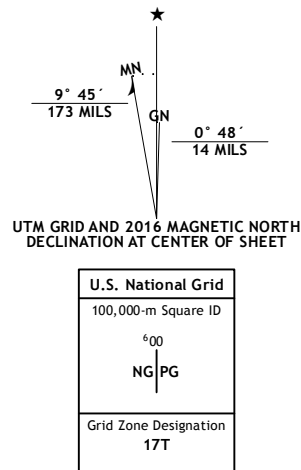 MN
9° 45´
173 MILS
GN
0° 48´
14 MILS
UTM GRID AND 2016 MAGNETIC NORTH
DECLINATION AT CENTER OF SHEET
U.S. National Grid
100,000-m Square ID
⁶00
NG PG
Grid Zone Designation
17T